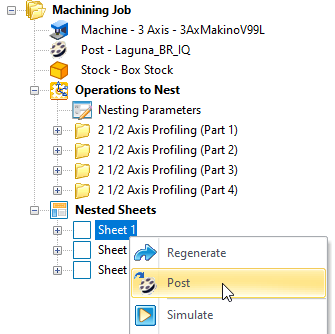 Machining Job
Machine - 3 Axis - 3AxMakinoV99L
Post - Laguna_BR_IQ
Stock - Box Stock
Operations to Nest
Nesting Parameters
2 1/2 Axis Profiling (Part 1)
2 1/2 Axis Profiling (Part 2)
2 1/2 Axis Profiling (Part 3)
2 1/2 Axis Profiling (Part 4)
Nested Sheets
Sheet 1
Sheet
Sheet
Regenerate
Post
Simulate